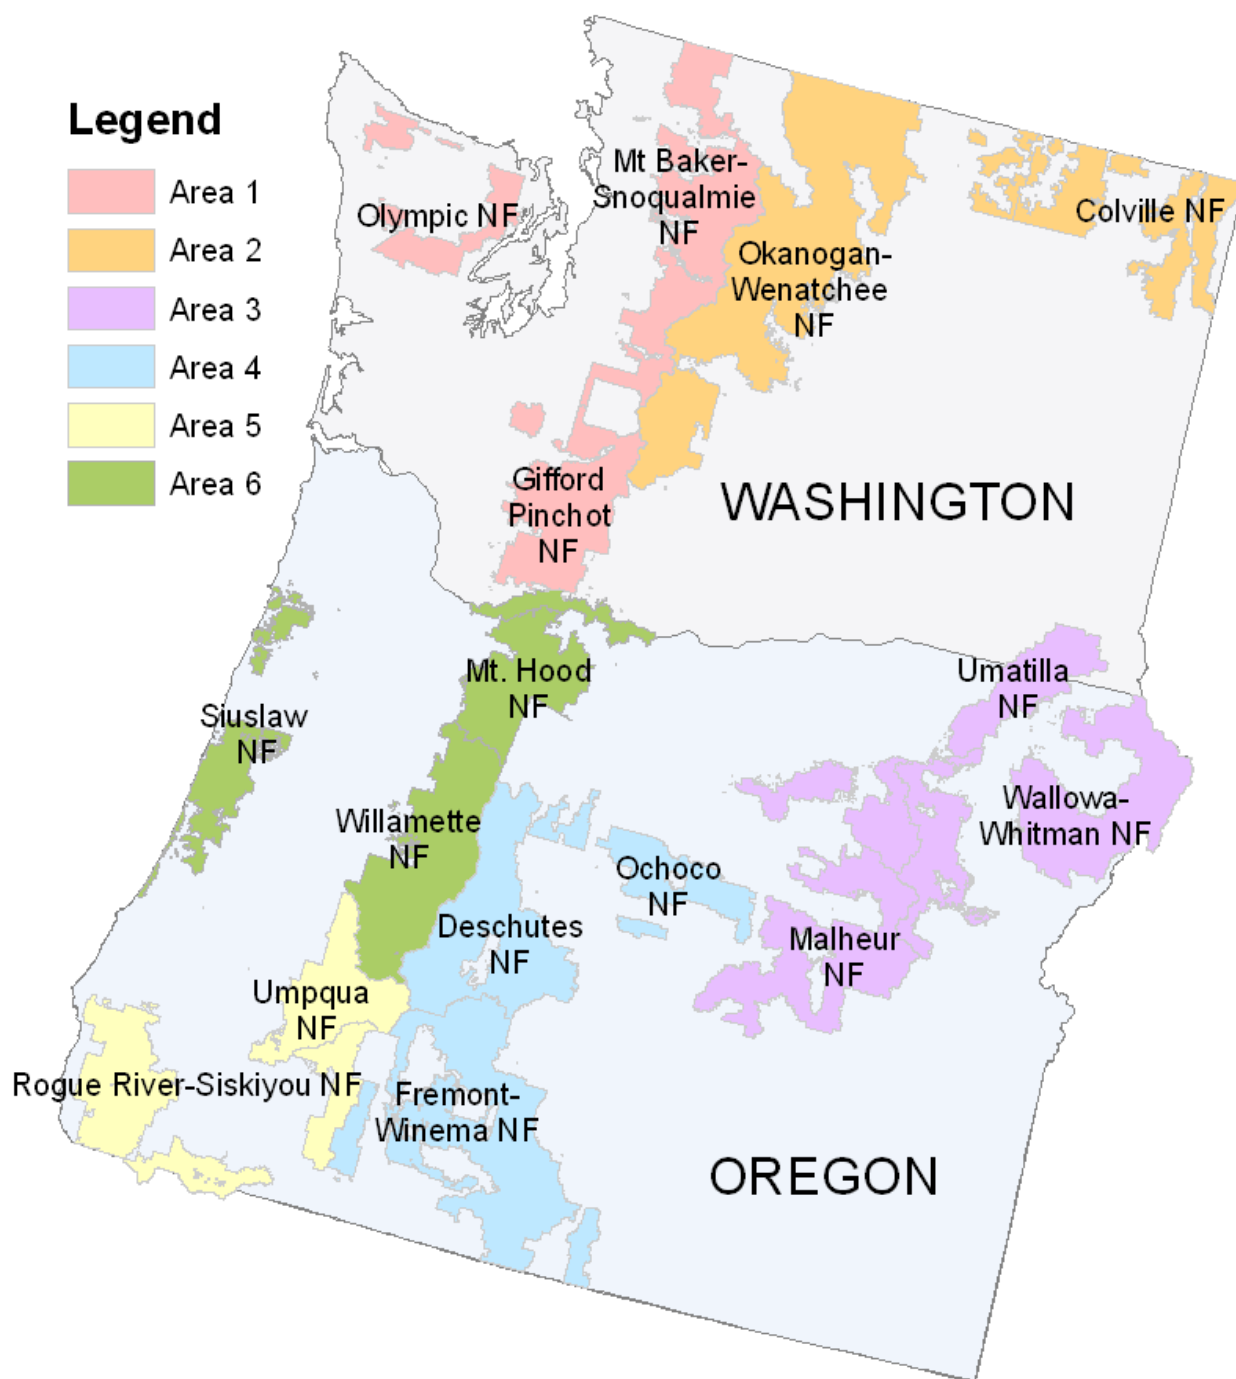 Legend
Area 1
Area 2
Area 3
Area 4
Area 5
Area 6
Olympic NF
Mt Baker-
Snoqualmie
NF
Okanogan-
Wenatchee
NF
Colville NF
Gifford
Pinchot
NF
WASHINGTON
Mt. Hood
NF
Umatilla
NF
Siuslaw
NF
Willamette
NF
Wallowa-
Whitman NF
Ochoco
NF
Deschutes
NF
Malheur
NF
Umpqua
NF
Rogue River-Siskiyou NF
Fremont-
Winema NF
OREGON